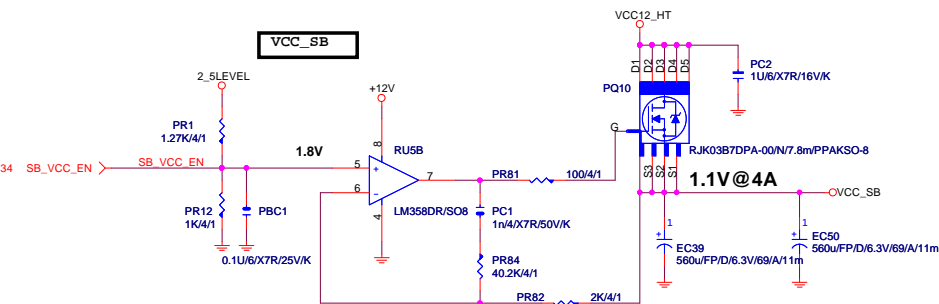 VCC12_HT
VCC_SB
D1
D2
D3
D4
D5
PC2
1U/6/X7R/16V/K
2_5LEVEL
+12V
PQ10
PR1
1.27K/4/1
G
8
RU5B
1.8V
RJK03B7DPA-00/N/7.8m/PPAKSO-8
34 SB_VCC_EN
SB_VCC_EN
5
+
7
PR81
100/4/1
S3
S2
S1
1.1V@4A
6
-
VCC_SB
PR12
1K/4/1
PBC1
4
LM358DR/SO8
PC1
1n/4/X7R/50V/K
1
1
+
EC39
560u/FP/D/6.3V/69/A/11m
+
EC50
560u/FP/D/6.3V/69/A/11m
0.1U/6/X7R/25V/K
PR84
40.2K/4/1
PR82
2K/4/1